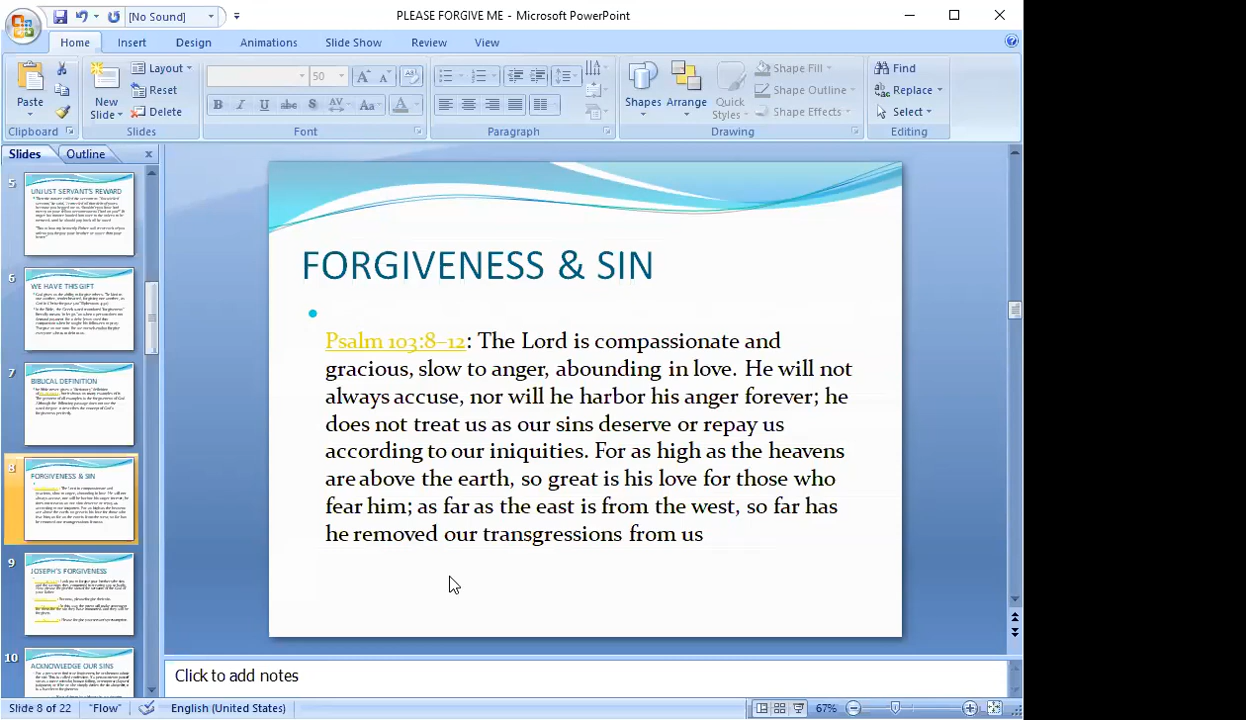 [No Sound]
PLEASE FORGIVE ME - Microsoft PowerPoint
Home Insert Design Animations Slide Show Review View
Paste
New Slide
Layout
Reset
Delete
50
B I U abc S AV Aa A
Shapes Arrange Quick Styles
Shape Fill
Shape Outline
Shape Effects
Find
Replace
Select
Clipboard Slides Font Paragraph Drawing Editing
Slides Outline
5
UNJUST SERVANT'S REWARD
6
WE HAVE THIS GIFT
7
BIBLICAL DEFINITION
8
FORGIVENESS & SIN
9
JOSEPH'S FORGIVENESS
10
ACKNOWLEDGE OUR SINS
FORGIVENESS & SIN
Psalm 103:8–12: The Lord is compassionate and
gracious, slow to anger, abounding in love. He will not
always accuse, nor will he harbor his anger forever; he
does not treat us as our sins deserve or repay us
according to our iniquities. For as high as the heavens
are above the earth, so great is his love for those who
fear him; as far as the east is from the west, so far has
he removed our transgressions from us
Click to add notes
Slide 8 of 22 "Flow" English (United States) 67%